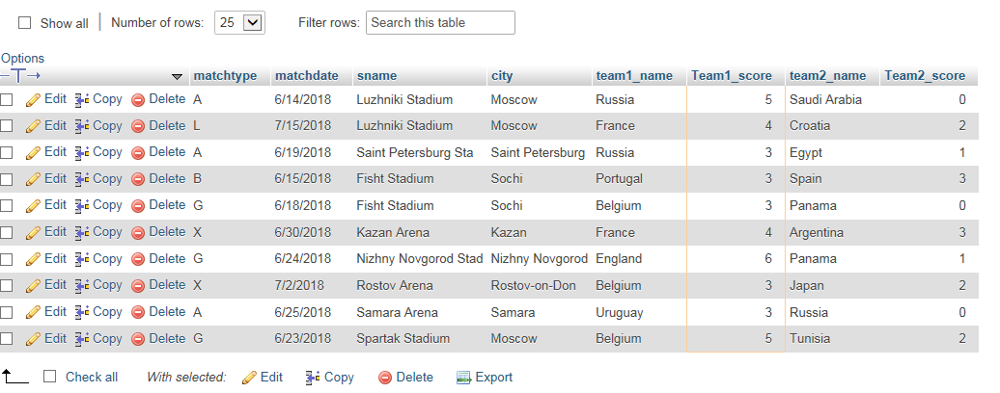 Show all Number of rows: 25 Filter rows: Search this table
Options
matchtype matchdate sname city team1_name Team1_score team2_name Team2_score
Edit Copy Delete A 6/14/2018 Luzhniki Stadium Moscow Russia 5 Saudi Arabia 0
Edit Copy Delete L 7/15/2018 Luzhniki Stadium Moscow France 4 Croatia 2
Edit Copy Delete A 6/19/2018 Saint Petersburg Sta Saint Petersburg Russia 3 Egypt 1
Edit Copy Delete B 6/15/2018 Fisht Stadium Sochi Portugal 3 Spain 3
Edit Copy Delete G 6/18/2018 Fisht Stadium Sochi Belgium 3 Panama 0
Edit Copy Delete X 6/30/2018 Kazan Arena Kazan France 4 Argentina 3
Edit Copy Delete G 6/24/2018 Nizhny Novgorod Stad Nizhny Novgorod England 6 Panama 1
Edit Copy Delete X 7/2/2018 Rostov Arena Rostov-on-Don Belgium 3 Japan 2
Edit Copy Delete A 6/25/2018 Samara Arena Samara Uruguay 3 Russia 0
Edit Copy Delete G 6/23/2018 Spartak Stadium Moscow Belgium 5 Tunisia 2
Check all With selected: Edit Copy Delete Export